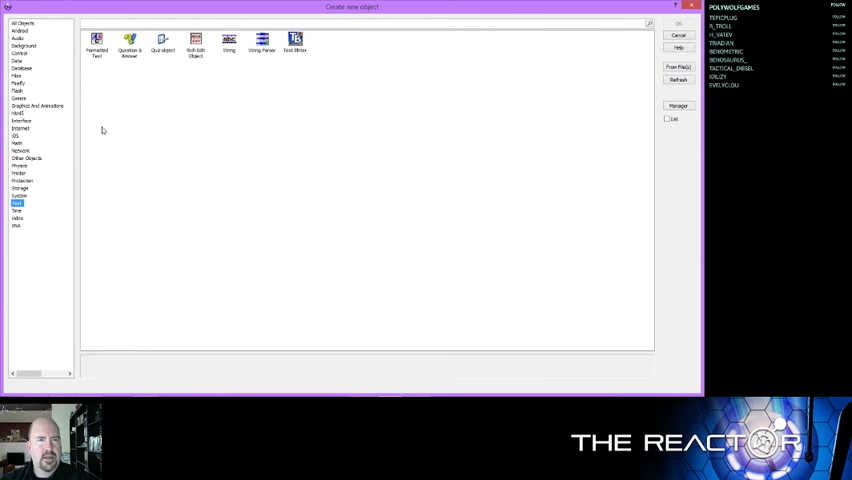 Create new object
?
All Objects
Android
Audio
Background
Control
Data
Database
Files
Firefly
Flash
Games
Graphics And Animations
Html5
Interface
Internet
iOS
Math
Network
Other Objects
Physics
Printer
Protection
Storage
System
Text
Time
Video
XNA
Formatted Text
Question & Answer
Quiz object
Rich Edit Object
String
String Parser
Text Blitter
OK
Cancel
Help
From File(s)
Refresh
Manager
List
POLYWOLFGAMES FOLLOW
TEPICPLUG FOLLOW
R_TROLL FOLLOW
H_VATEV FOLLOW
TRIADIAN FOLLOW
BENOMETRIC FOLLOW
BENOSAURUS_ FOLLOW
TACTICAL_DIESEL FOLLOW
KRUZY FOLLOW
EVELYCLOU FOLLOW
THE REACTOR